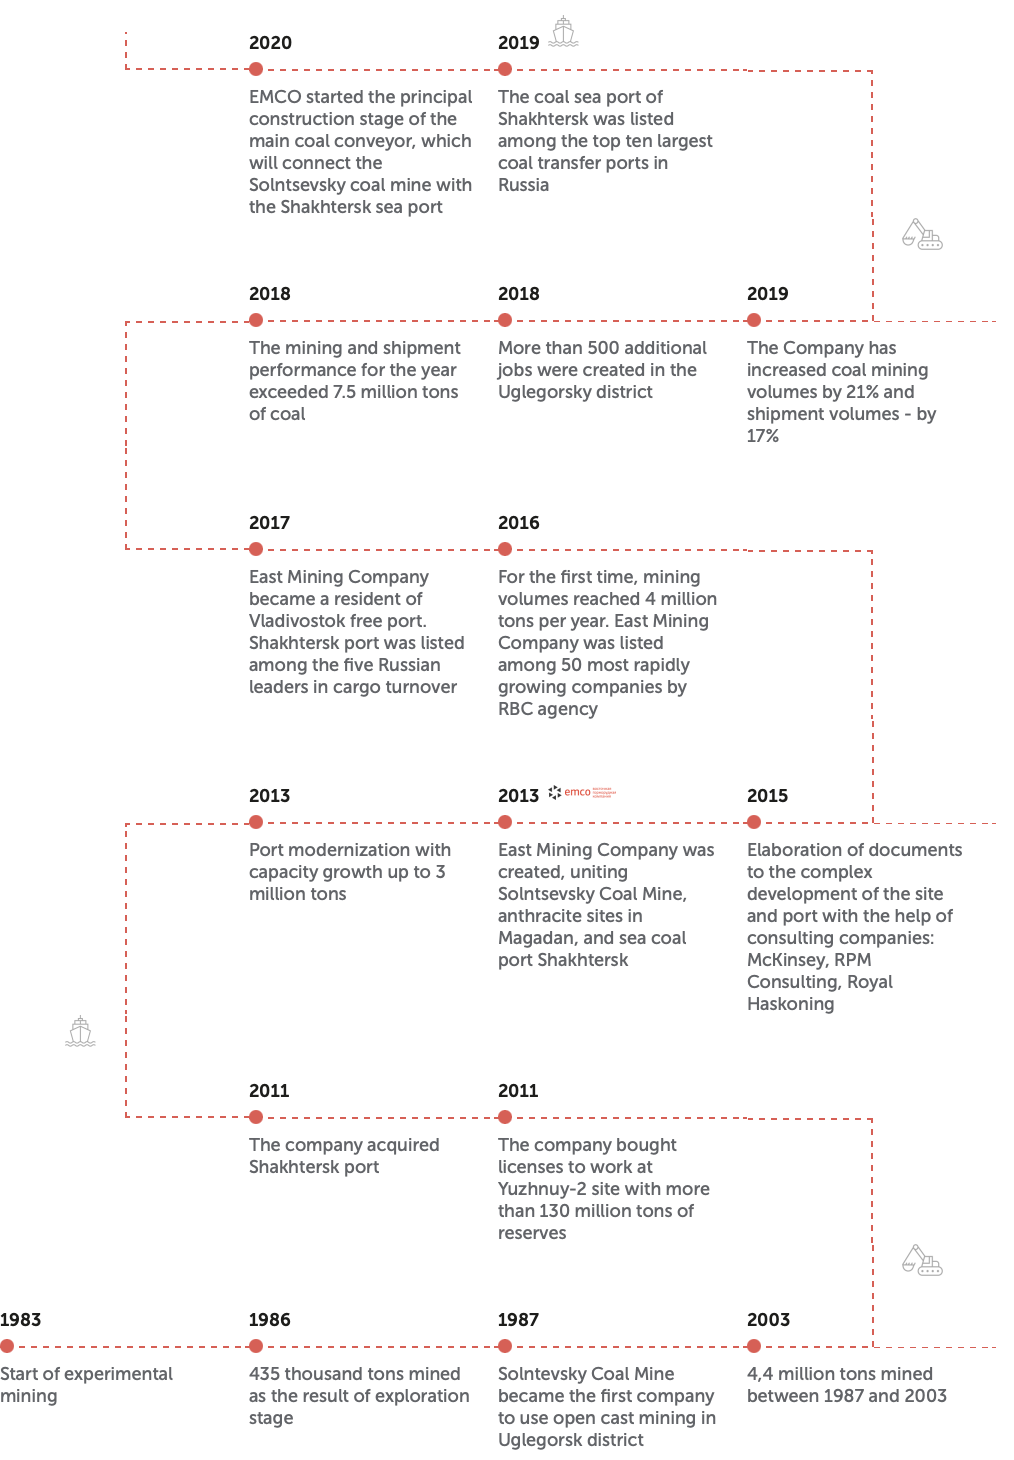 2020
EMCO started the principal
construction stage of the
main coal conveyor, which
will connect the
Solntsevsky coal mine with
the Shakhtersk sea port
2019
The coal sea port of
Shakhtersk was listed
among the top ten largest
coal transfer ports in
Russia
2018
The mining and shipment
performance for the year
exceeded 7.5 million tons
of coal
2018
More than 500 additional
jobs were created in the
Uglegorsky district
2019
The Company has
increased coal mining
volumes by 21% and
shipment volumes - by
17%
2017
East Mining Company
became a resident of
Vladivostok free port.
Shakhtersk port was listed
among the five Russian
leaders in cargo turnover
2016
For the first time, mining
volumes reached 4 million
tons per year. East Mining
Company was listed
among 50 most rapidly
growing companies by
RBC agency
2013
Port modernization with
capacity growth up to 3
million tons
2013
emco
East Mining Company was
created, uniting
Solntsevsky Coal Mine,
anthracite sites in
Magadan, and sea coal
port Shakhtersk
2015
Elaboration of documents
to the complex
development of the site
and port with the help of
consulting companies:
McKinsey, RPM
Consulting, Royal
Haskoning
2011
The company acquired
Shakhtersk port
2011
The company bought
licenses to work at
Yuzhnuy-2 site with more
than 130 million tons of
reserves
1983
Start of experimental
mining
1986
435 thousand tons mined
as the result of exploration
stage
1987
Solntevsky Coal Mine
became the first company
to use open cast mining in
Uglegorsk district
2003
4,4 million tons mined
between 1987 and 2003